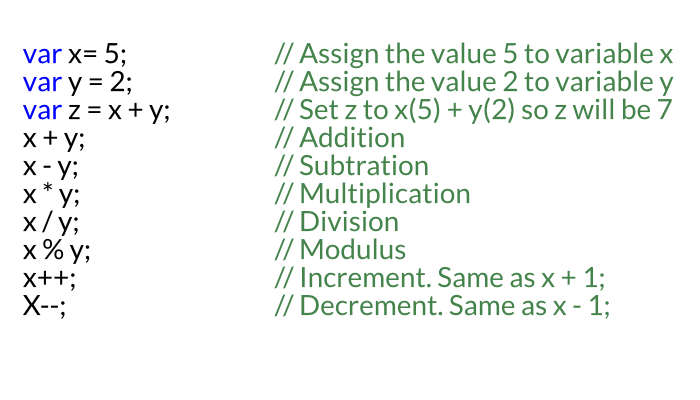 var x= 5; // Assign the value 5 to variable x
var y = 2; // Assign the value 2 to variable y
var z = x + y; // Set z to x(5) + y(2) so z will be 7
x + y; // Addition
x - y; // Subtration
x * y; // Multiplication
x / y; // Division
x % y; // Modulus
x++; // Increment. Same as x + 1;
X--; // Decrement. Same as x - 1;